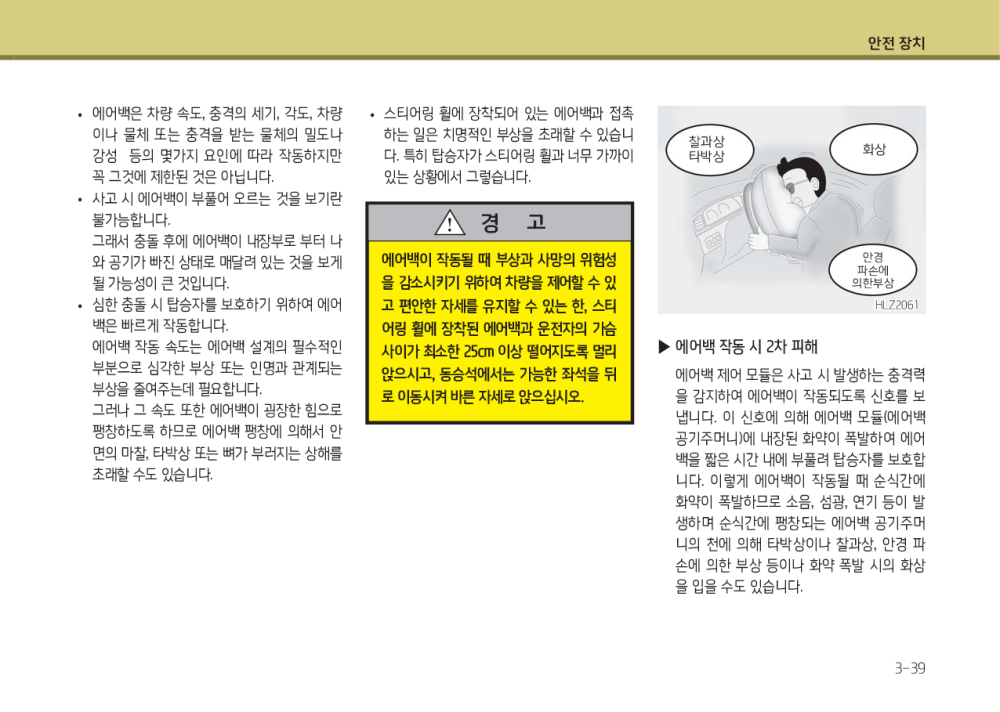 안전 장치
• 에어백은 차량 속도, 충격의 세기, 각도, 차량
이나 물체 또는 충격을 받는 물체의 밀도나
강성 등의 몇가지 요인에 따라 작동하지만
꼭 그것에 제한된 것은 아닙니다.
• 사고 시 에어백이 부풀어 오르는 것을 보기란
불가능합니다.
그래서 충돌 후에 에어백이 내장부로 부터 나
와 공기가 빠진 상태로 매달려 있는 것을 보게
될 가능성이 큰 것입니다.
• 심한 충돌 시 탑승자를 보호하기 위하여 에어
백은 빠르게 작동합니다.
에어백 작동 속도는 에어백 설계의 필수적인
부분으로 심각한 부상 또는 인명과 관계되는
부상을 줄여주는데 필요합니다.
그러나 그 속도 또한 에어백이 굉장한 힘으로
팽창하도록 하므로 에어백 팽창에 의해서 안
면의 마찰, 타박상 또는 뼈가 부러지는 상해를
초래할 수도 있습니다.
• 스티어링 휠에 장착되어 있는 에어백과 접촉
하는 일은 치명적인 부상을 초래할 수 있습니
다. 특히 탑승자가 스티어링 휠과 너무 가까이
있는 상황에서 그렇습니다.
경 고
에어백이 작동될 때 부상과 사망의 위험성
을 감소시키기 위하여 차량을 제어할 수 있
고 편안한 자세를 유지할 수 있는 한, 스티
어링 휠에 장착된 에어백과 운전자의 가슴
사이가 최소한 25cm 이상 떨어지도록 멀리
앉으시고, 동승석에서는 가능한 좌석을 뒤
로 이동시켜 바른 자세로 앉으십시오.
찰과상
타박상
화상
안경
파손에
의한부상
HLZ2061
▶ 에어백 작동 시 2차 피해
에어백 제어 모듈은 사고 시 발생하는 충격력
을 감지하여 에어백이 작동되도록 신호를 보
냅니다. 이 신호에 의해 에어백 모듈(에어백
공기주머니)에 내장된 화약이 폭발하여 에어
백을 짧은 시간 내에 부풀려 탑승자를 보호합
니다. 이렇게 에어백이 작동될 때 순식간에
화약이 폭발하므로 소음, 섬광, 연기 등이 발
생하며 순식간에 팽창되는 에어백 공기주머
니의 천에 의해 타박상이나 찰과상, 안경 파
손에 의한 부상 등이나 화약 폭발 시의 화상
을 입을 수도 있습니다.
3-39